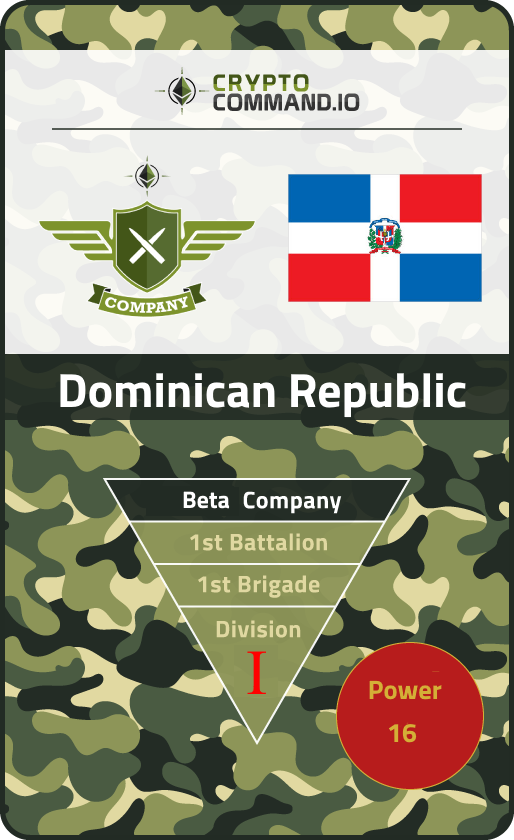 CRYPTO
COMMAND.IO
COMPANY
Dominican Republic
Beta Company
1st Battalion
1st Brigade
Division
I
Power
16